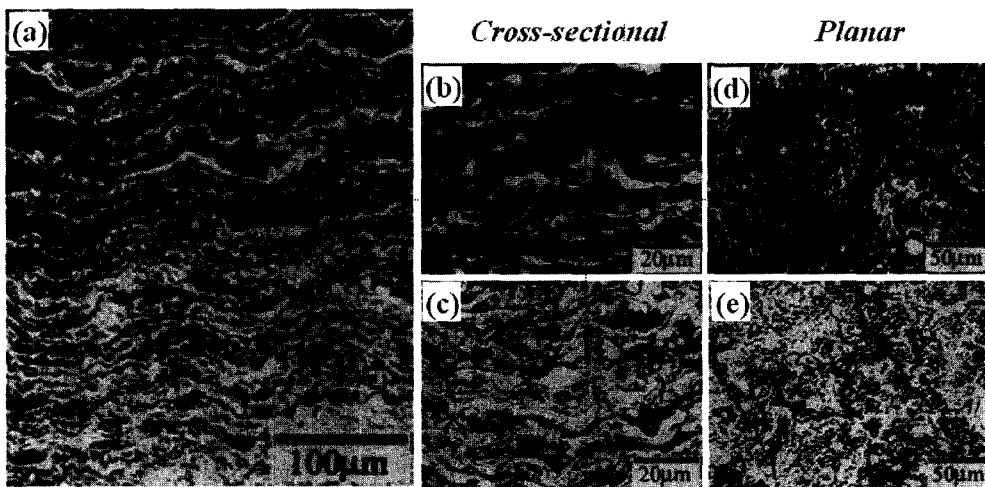 (a)
Cross-sectional
Planar
(b)
(d)
20μm
50μm
(c)
(e)
100μm
20μm
50μm